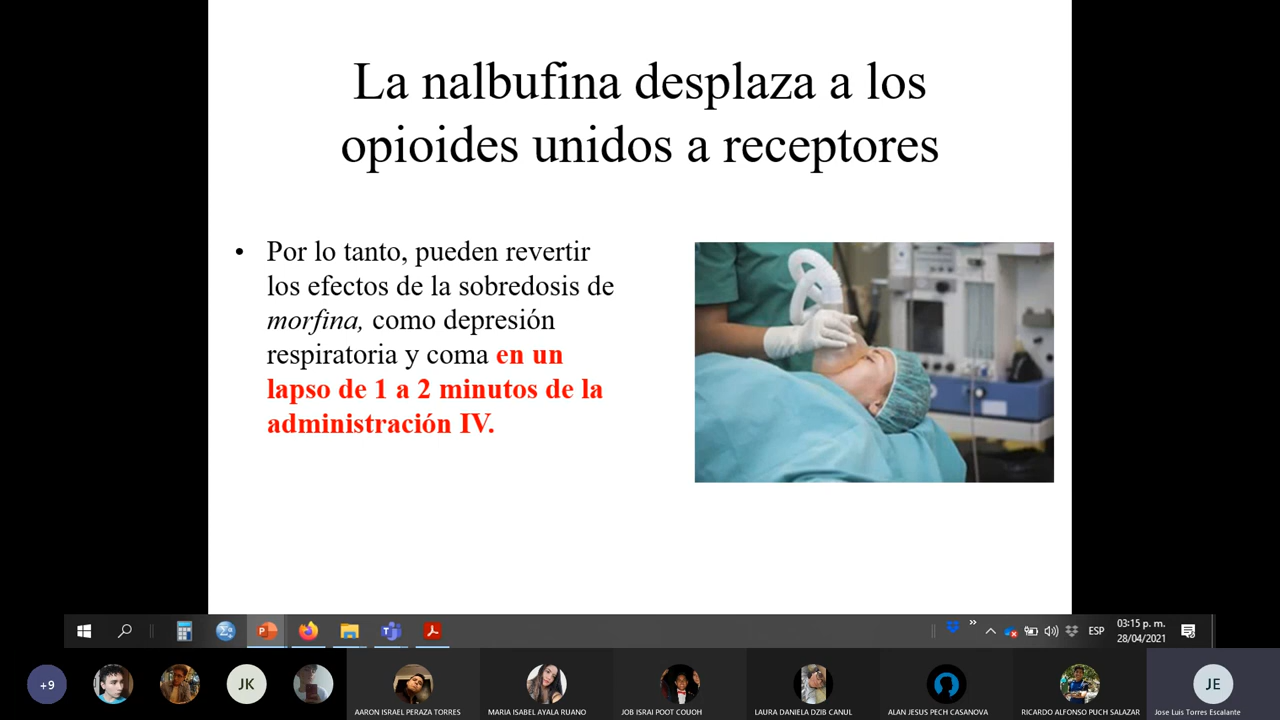 La nalbufina desplaza a los
opioides unidos a receptores
• Por lo tanto, pueden revertir
los efectos de la sobredosis de
morfina, como depresión
respiratoria y coma en un
lapso de 1 a 2 minutos de la
administración IV.
ESP
03:15 p. m.
28/04/2021
+9
JK
JE
AARON ISRAEL PERAZA TORRES
MARIA ISABEL AYALA RUANO
JOB ISRAI POOT COUOH
LAURA DANIELA DZIB CANUL
ALAN JESUS PECH CASANOVA
RICARDO ALFONSO PUCH SALAZAR
Jose Luis Torres Escalante